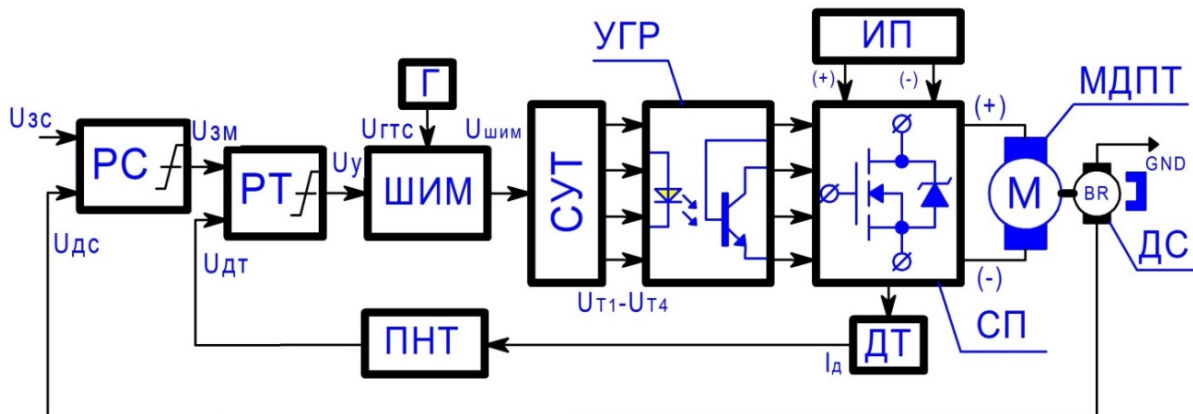 УГР
ИП
(+)
(-)
МДПТ
Г
Uзс
РС
Uзм
Uгтс
Uшим
РТ
Uу
ШИМ
СУТ
(+)
М
BR
GND
Uдс
Uдт
UТ1-UТ4
(-)
ДС
ПНТ
Iд
ДТ
СП